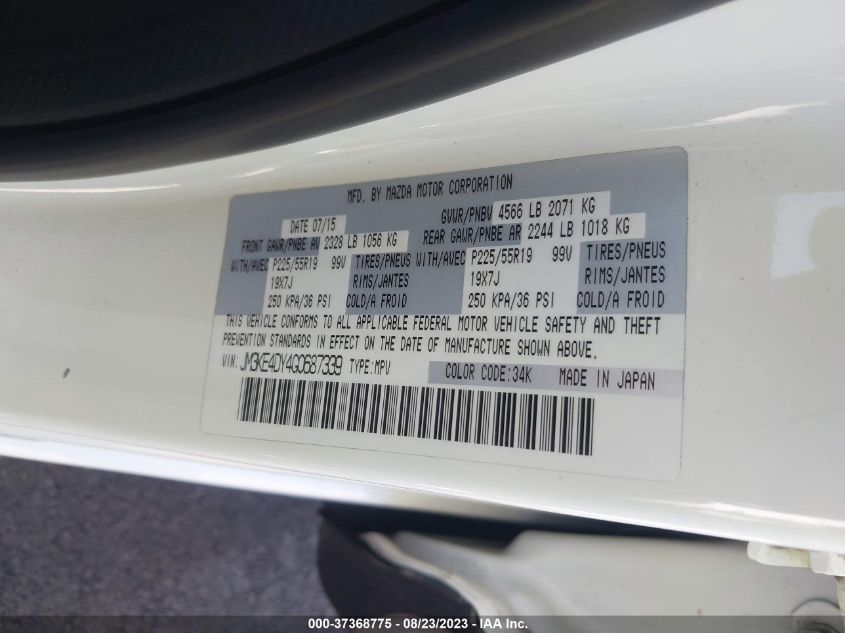 MFD. BY MAZDA MOTOR CORPORATION
DATE 07/15 GVWR/PNBV 4566 LB 2071 KG
FRONT GAWR/PNBE AV 2328 LB 1056 KG REAR GAWR/PNBE AR 2244 LB 1018 KG
WITH/AVEC P225/55R19 99V TIRES/PNEUS WITH/AVEC P225/55R19 99V TIRES/PNEUS
19X7J RIMS/JANTES 19X7J RIMS/JANTES
250 KPA/36 PSI COLD/A FROID 250 KPA/36 PSI COLD/A FROID
THIS VEHICLE CONFORMS TO ALL APPLICABLE FEDERAL MOTOR VEHICLE SAFETY AND THEFT
PREVENTION STANDARDS IN EFFECT ON THE DATE OF MANUFACTURE SHOWN ABOVE.
VIN: JM3KE4DY4G0687339 TYPE:MPV COLOR CODE:34K MADE IN JAPAN
000-37368775 - 08/23/2023 - © IAA Inc.